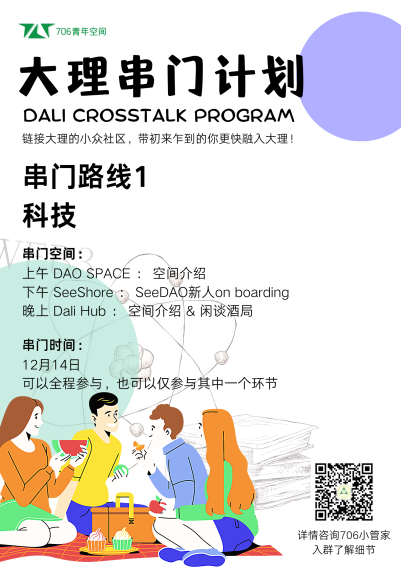 706青年空间
大理串门计划
DALI CROSSTALK PROGRAM
链接大理的小众社区，带初来乍到的你更快融入大理！
串门路线1
科技
WEB3
串门空间：
上午 DAO SPACE ： 空间介绍
下午 SeeShore ： SeeDAO新人on boarding
晚上 Dali Hub ： 空间介绍 & 闲谈酒局
串门时间：
12月14日
可以全程参与，也可以仅参与其中一个环节
详情咨询706小管家
入群了解细节